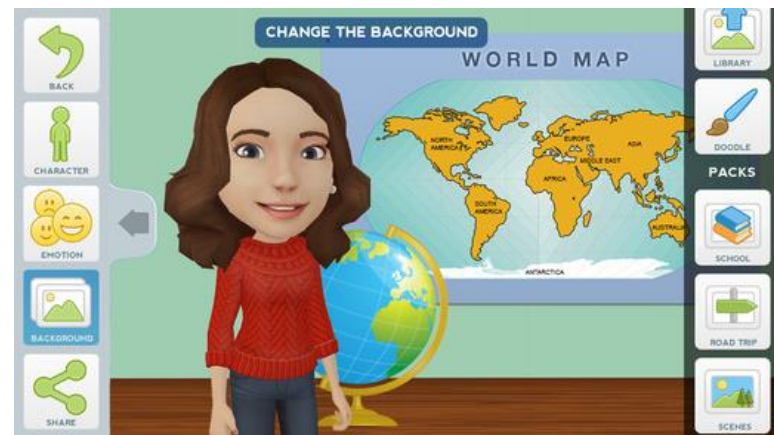 CHANGE THE BACKGROUND
BACK
CHARACTER
EMOTION
BACKGROUND
SHARE
WORLD MAP
NORTH
AMERICA
EUROPE
ASIA
MIDDLE EAST
AFRICA
SOUTH
AMERICA
AUSTRALI
ANTARCTICA
LIBRARY
DOODLE
PACKS
SCHOOL
ROAD TRIP
SCENES